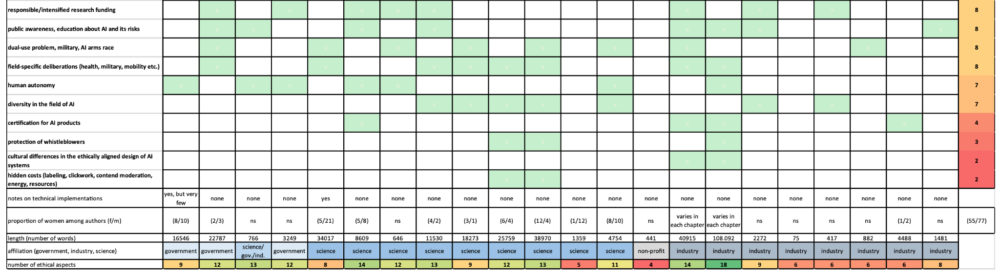 responsible/intensified research funding x x x x x x x x 8
public awareness, education about AI and its risks x x x x x x x x 8
dual-use problem, military, AI arms race x x x x x x x x 8
field-specific deliberations (health, military, mobility etc.) x x x x x x x x 8
human autonomy x x x x x x x 7
diversity in the field of AI x x x x x x x 7
certification for AI products x x x x 4
protection of whistleblowers x x x 3
cultural differences in the ethically aligned design of AI
systems x x 2
hidden costs (labeling, clickwork, contend moderation,
energy, resources) x x 2
notes on technical implementations yes, but very few none none none yes none none none none none none none none none none none none none none none none none
proportion of women among authors (f/m) (8/10) (2/3) ns ns (5/21) (5/8) ns (4/2) (3/1) (6/4) (12/4) (1/12) (8/10) ns varies in each chapter varies in each chapter ns ns ns ns (1/2) ns (55/77)
length (number of words) 16546 22787 766 3249 34017 8609 646 11530 18273 25759 38970 1359 4754 441 40915 108.092 2272 75 417 882 4488 1481
affiliation (government, industry, science) government government science/ gov./ind. government science science science science science science science science science non-profit industry industry industry industry industry industry industry industry
number of ethical aspects 9 12 13 12 8 14 12 13 9 12 13 5 11 4 14 18 9 6 6 6 6 8